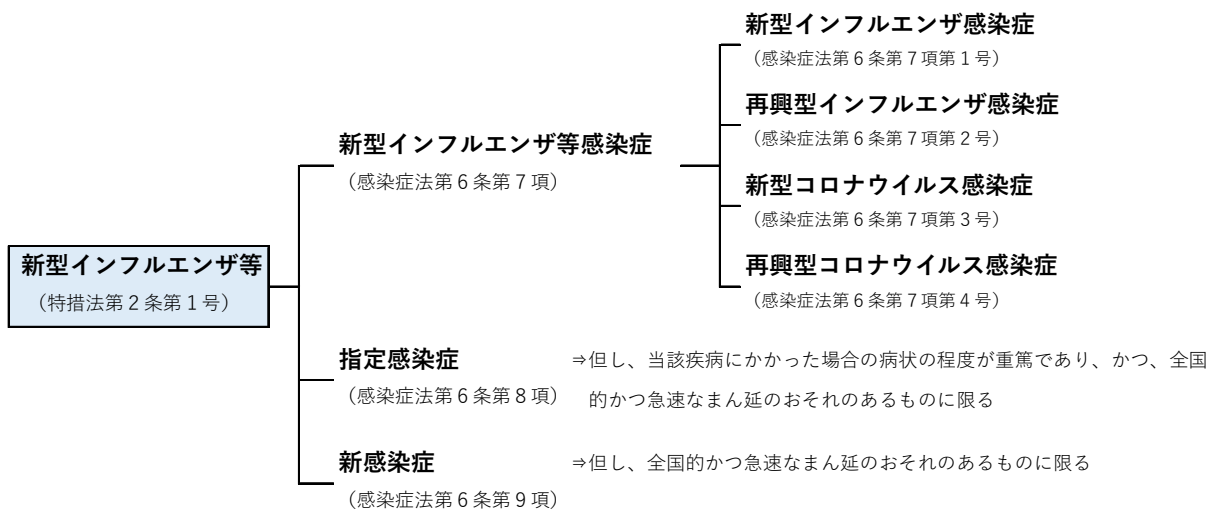 新型インフルエンザ等
（特措法第２条第１号）
新型インフルエンザ等感染症
（感染症法第６条第７項）
新型インフルエンザ感染症
（感染症法第６条第７項第１号）
再興型インフルエンザ感染症
（感染症法第６条第７項第２号）
新型コロナウイルス感染症
（感染症法第６条第７項第３号）
再興型コロナウイルス感染症
（感染症法第６条第７項第４号）
指定感染症
（感染症法第６条第８項）
⇒但し、当該疾病にかかった場合の病状の程度が重篤であり、かつ、全国
的かつ急速なまん延のおそれのあるものに限る
新感染症
（感染症法第６条第９項）
⇒但し、全国的かつ急速なまん延のおそれのあるものに限る